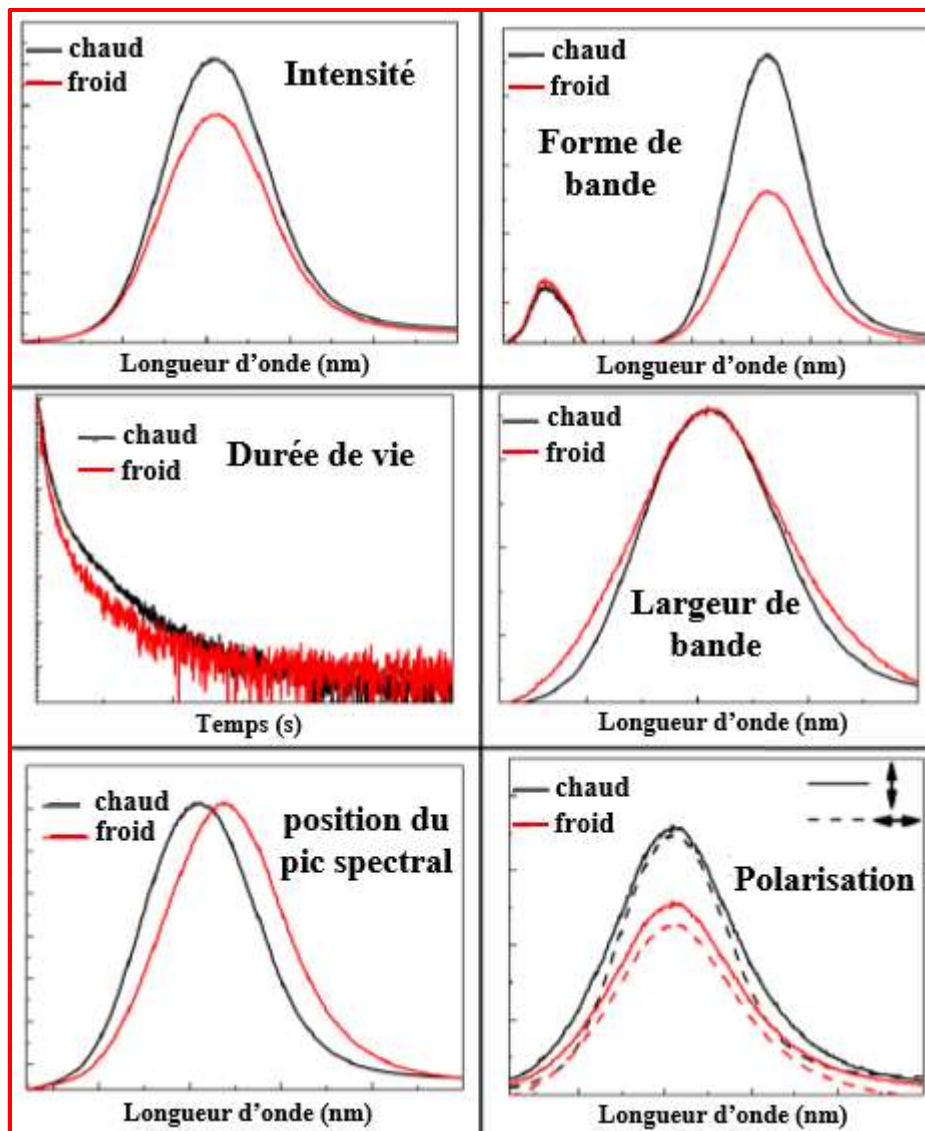 chaud
froid
Intensité
Longueur d'onde (nm)
chaud
froid
Forme de
bande
Longueur d'onde (nm)
chaud
froid
Durée de vie
Temps (s)
chaud
froid
Largeur de
bande
Longueur d'onde (nm)
chaud
froid
position du
pic spectral
Longueur d'onde (nm)
chaud
froid
Polarisation
Longueur d'onde (nm)